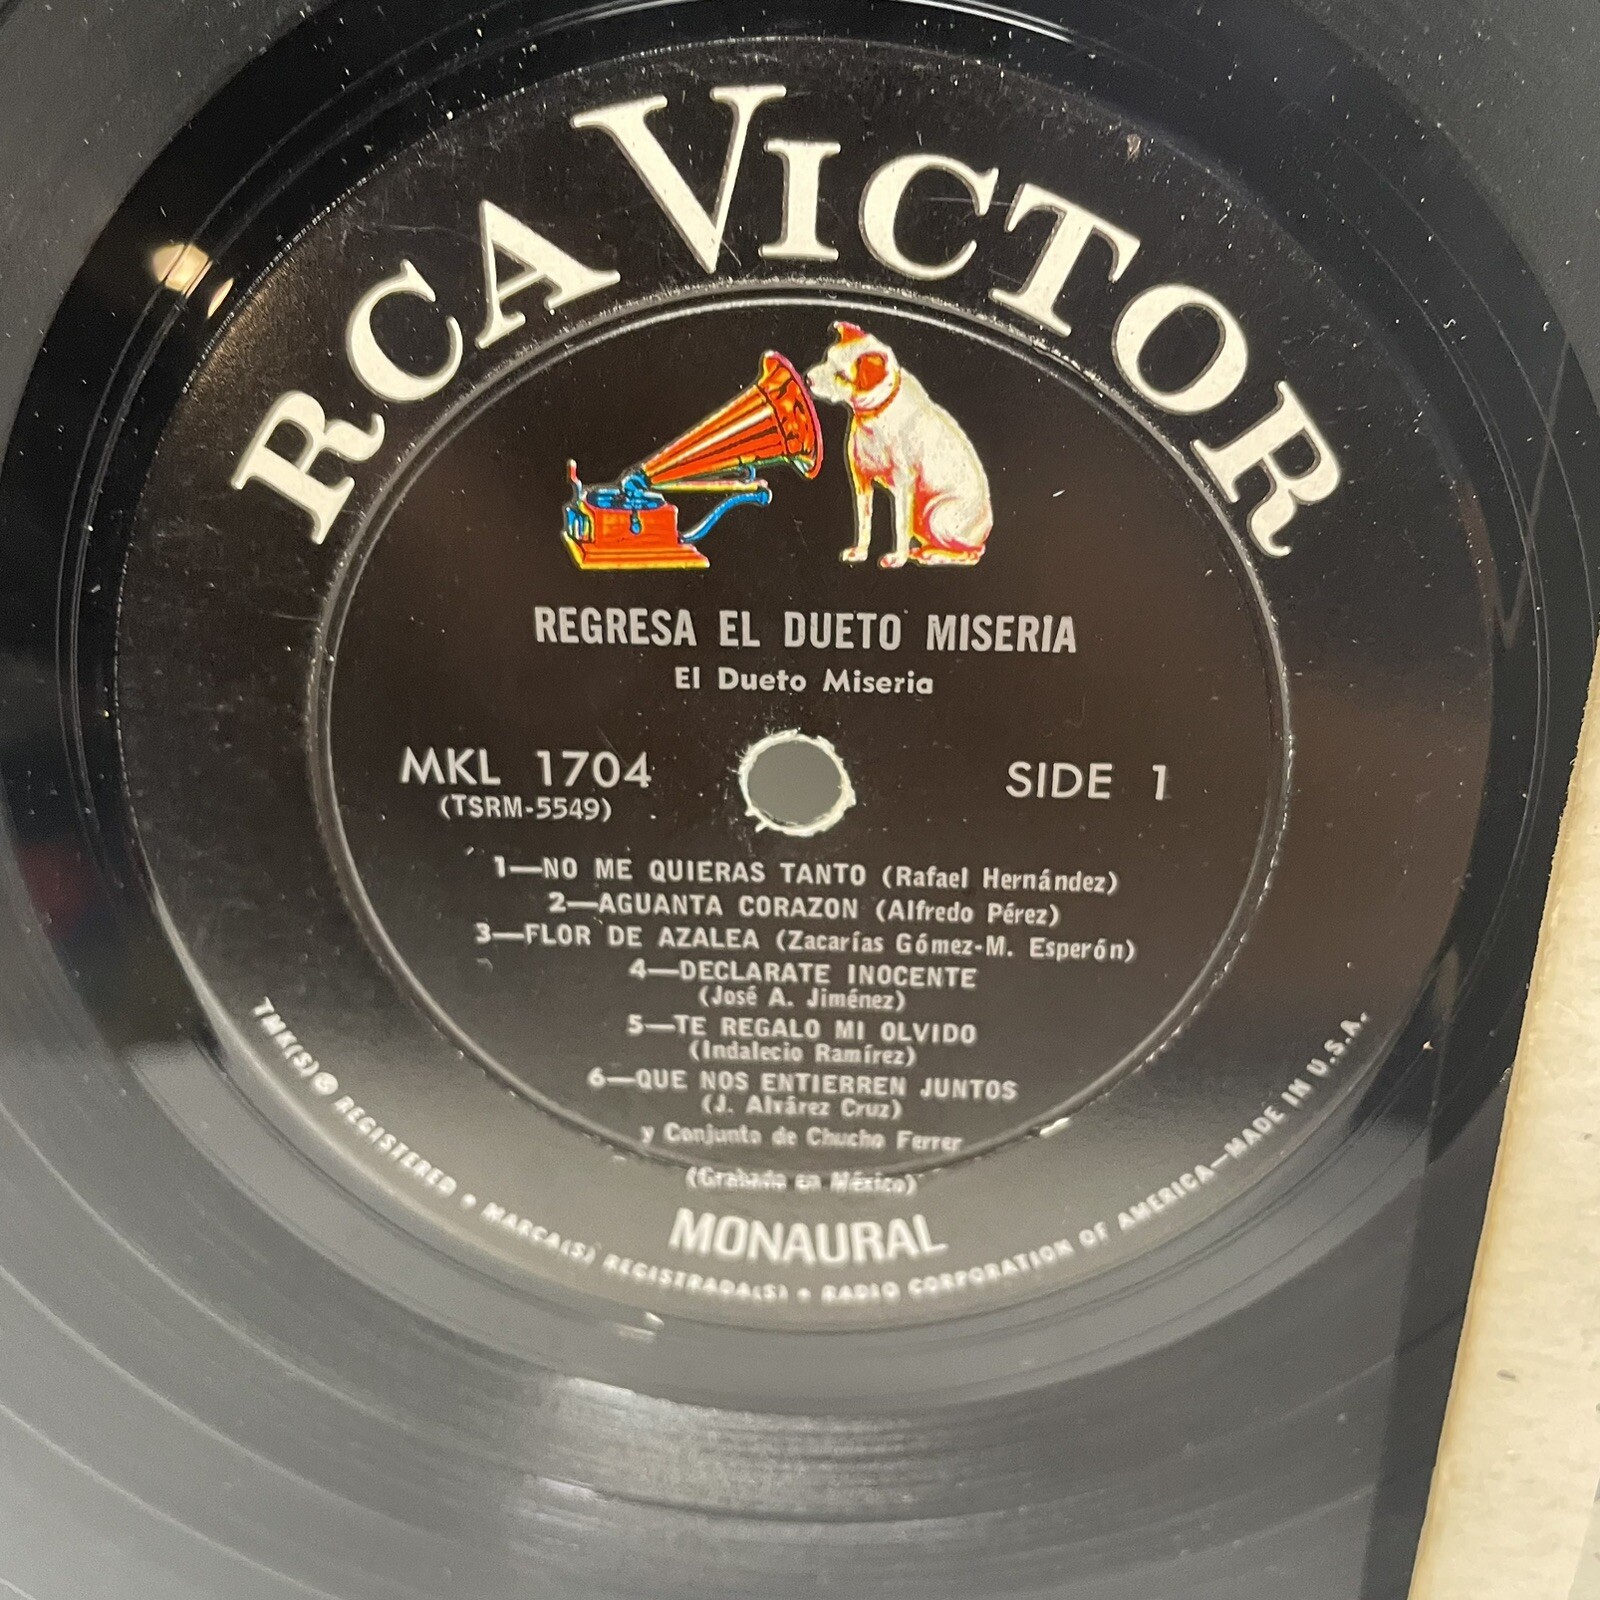 RCA VICTOR
REGRESA EL DUETO MISERIA
El Dueto Miseria
MKL 1704
(TSRM-5549)
SIDE 1
1—NO ME QUIERAS TANTO (Rafael Hernández)
2—AGUANTA CORAZON (Alfredo Pérez)
3—FLOR DE AZALEA (Zacarías Gómez-M. Esperón)
4—DECLARATE INOCENTE
(José A. Jiménez)
5—TE REGALO MI OLVIDO
(Indalecio Ramírez)
6—QUE NOS ENTIERREN JUNTOS
(J. Alvárez Cruz)
y Conjunto de Chucho Ferrer
(Grabado en México)
MONAURAL
TMK(S) ® REGISTERED • MARCA(S) REGISTRADA(S) • RADIO CORPORATION OF AMERICA—MADE IN U.S.A.